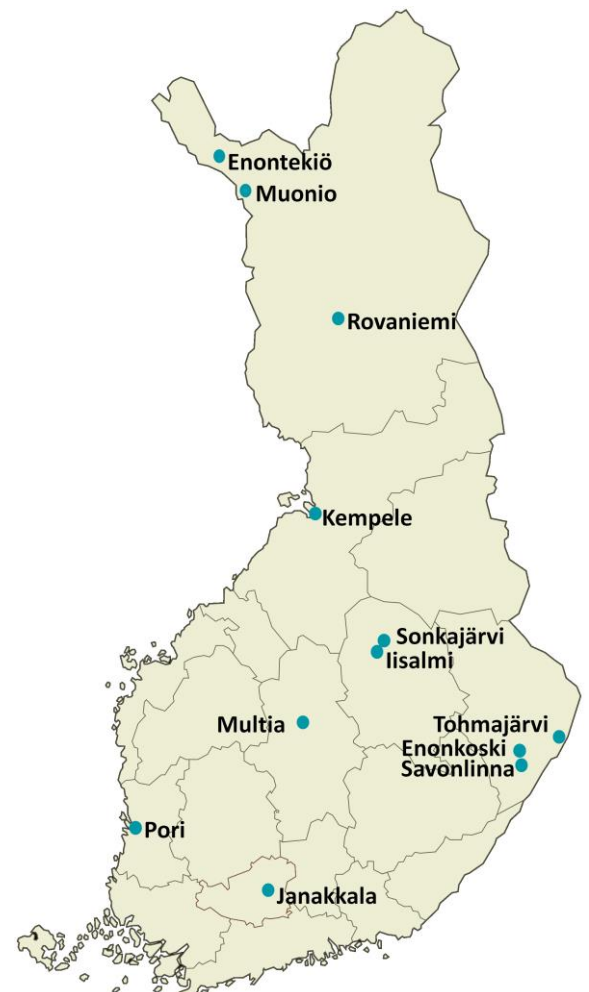 Enontekiö
Muonio
Rovaniemi
Kempele
Sonkajärvi
Iisalmi
Multia
Tohmajärvi
Enonkoski
Savonlinna
Pori
Janakkala